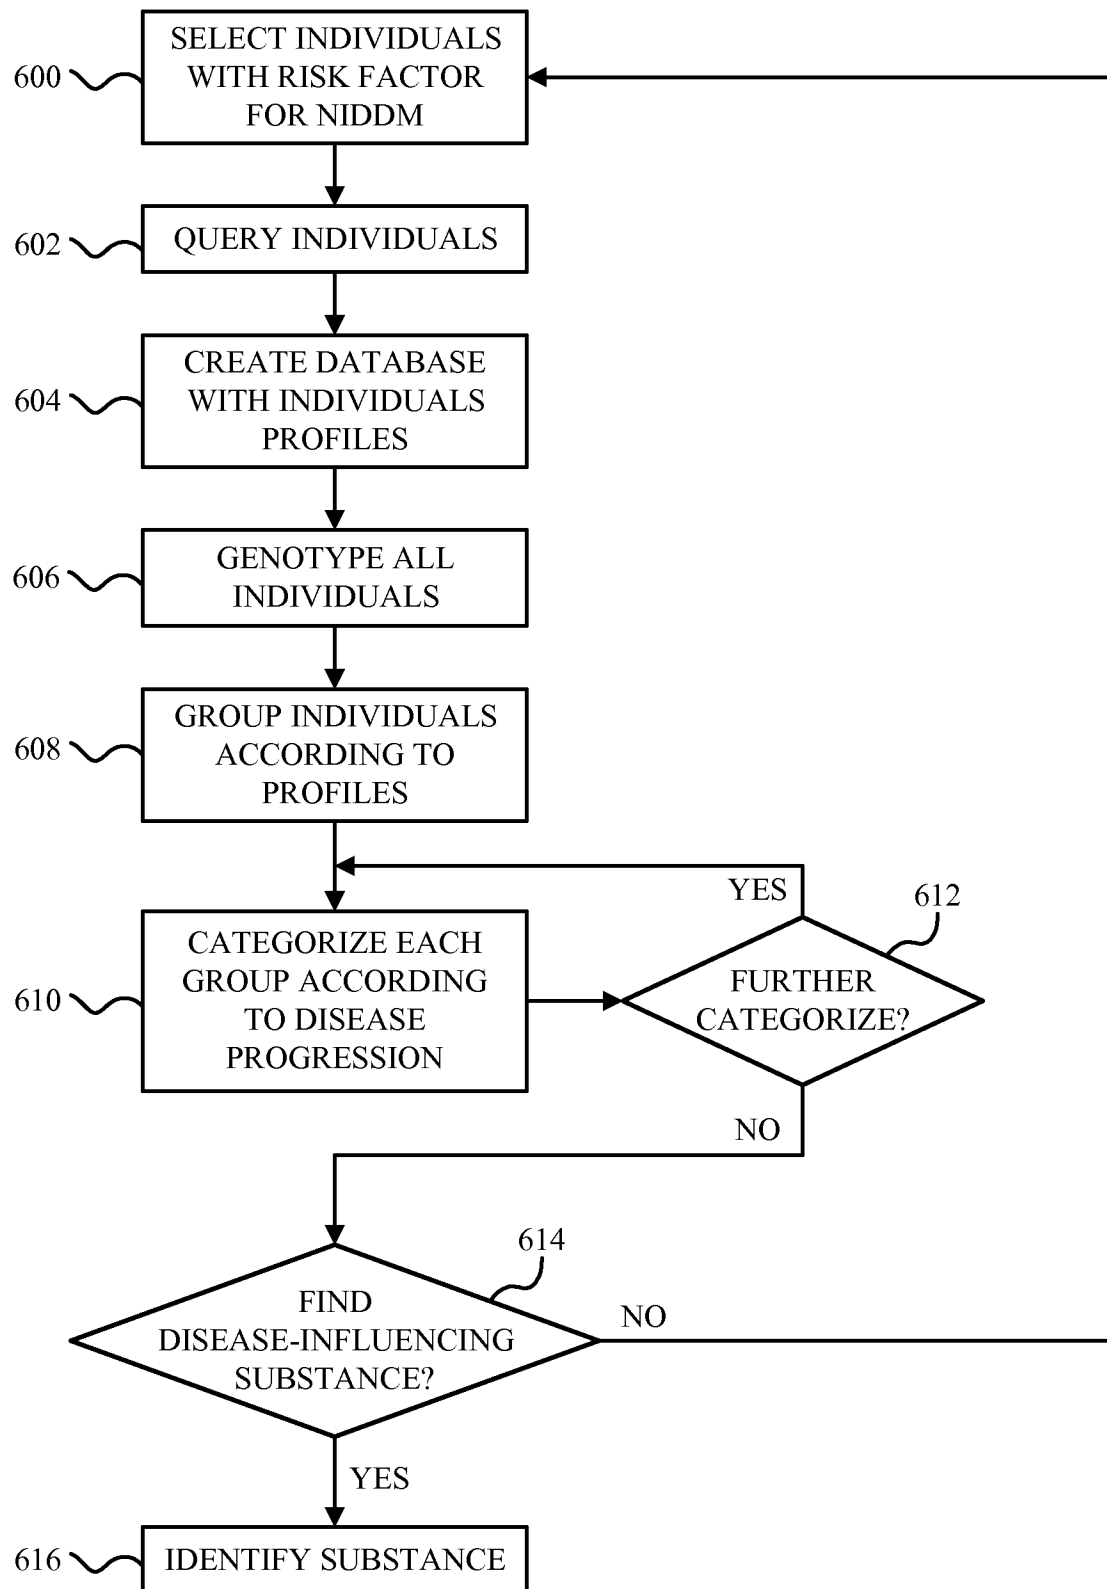 600
SELECT INDIVIDUALS
WITH RISK FACTOR
FOR NIDDM
602
QUERY INDIVIDUALS
604
CREATE DATABASE
WITH INDIVIDUALS
PROFILES
606
GENOTYPE ALL
INDIVIDUALS
608
GROUP INDIVIDUALS
ACCORDING TO
PROFILES
610
CATEGORIZE EACH
GROUP ACCORDING
TO DISEASE
PROGRESSION
YES
612
FURTHER
CATEGORIZE?
NO
614
FIND
DISEASE-INFLUENCING
SUBSTANCE?
NO
YES
616
IDENTIFY SUBSTANCE